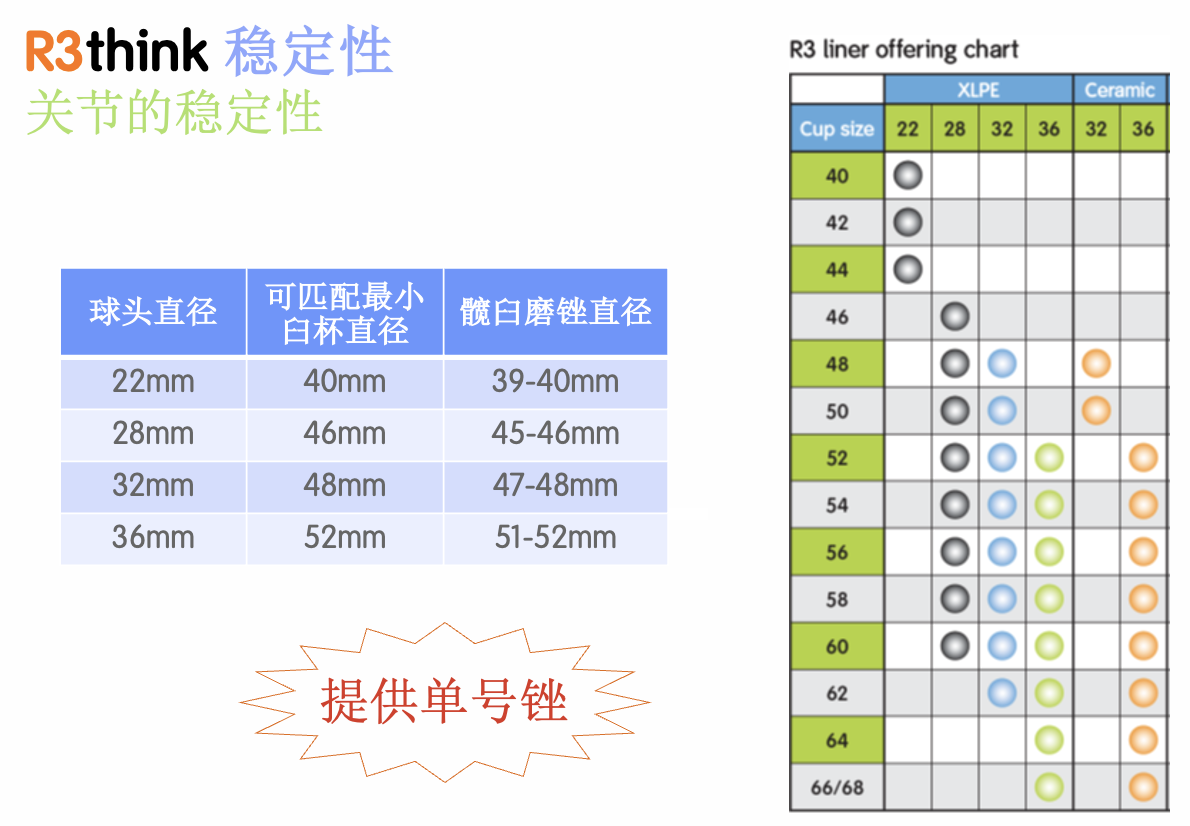 R3think 稳定性
关节的稳定性
球头直径 可匹配最小臼杯直径 髋臼磨锉直径
22mm 40mm 39-40mm
28mm 46mm 45-46mm
32mm 48mm 47-48mm
36mm 52mm 51-52mm
提供单号锉
R3 liner offering chart
XLPE Ceramic
Cup size 22 28 32 36 32 36
40
42
44
46
48
50
52
54
56
58
60
62
64
66/68